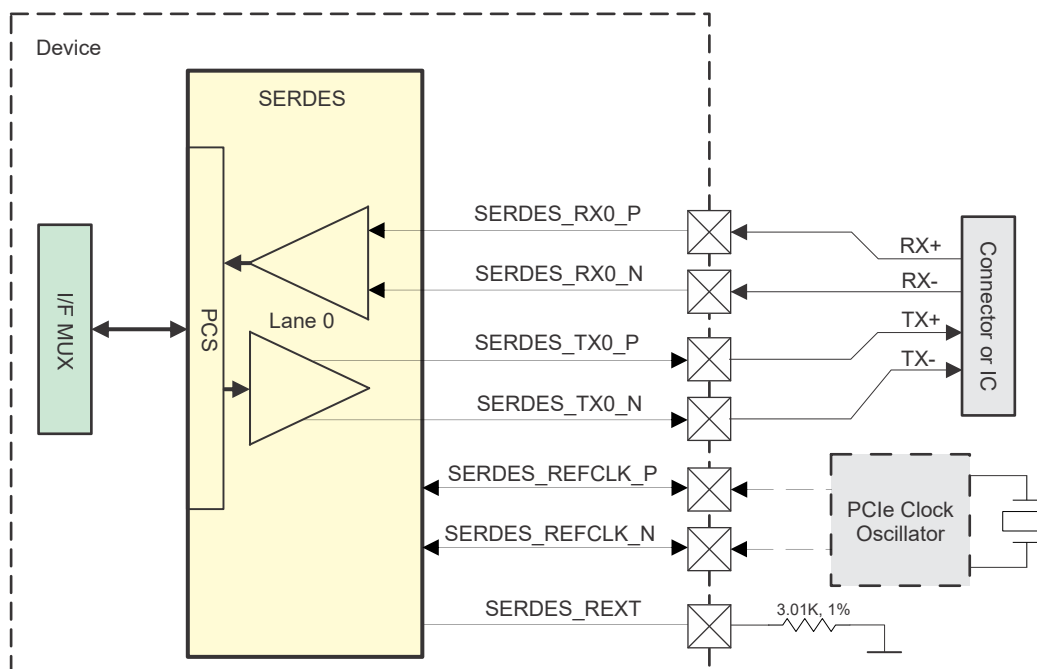 Device
SERDES
SERDES_RX0_P
RX+
SERDES_RX0_N
RX-
Lane 0
SERDES_TX0_P
TX+
SERDES_TX0_N
TX-
I/F MUX
PCS
Connector or IC
SERDES_REFCLK_P
PCIe Clock
Oscillator
SERDES_REFCLK_N
SERDES_REXT
3.01K, 1%